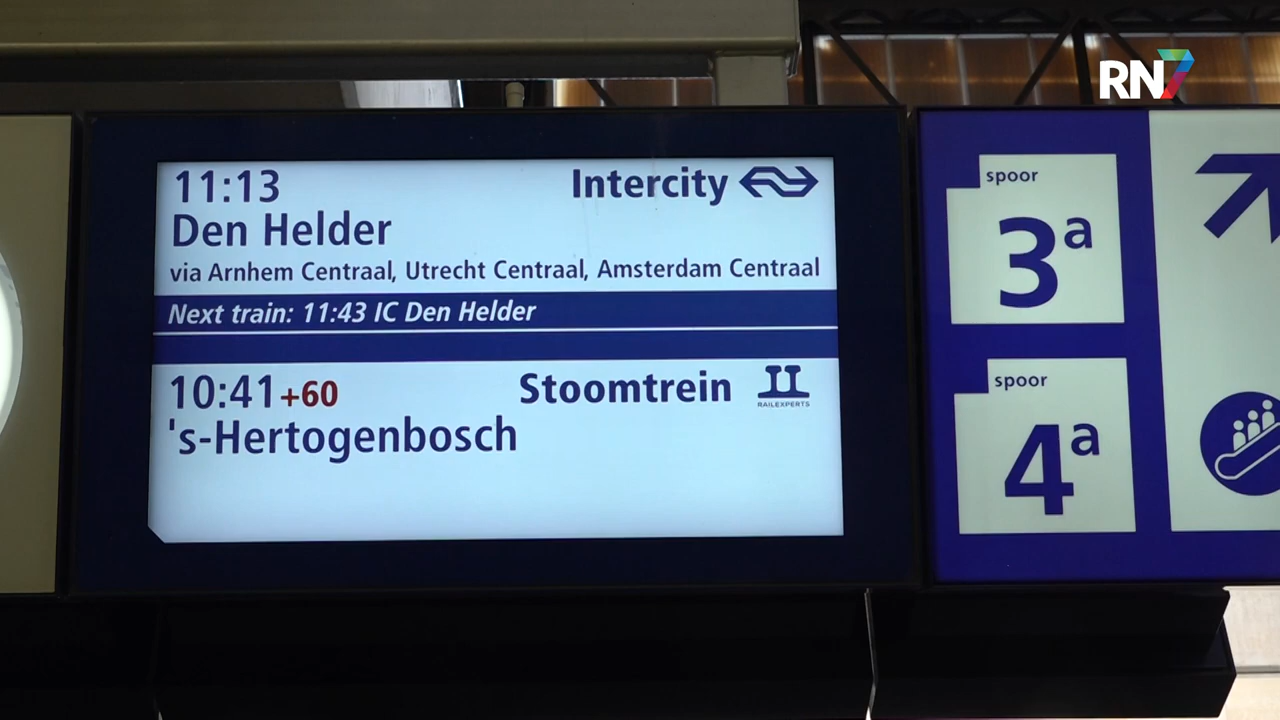 RN7
11:13 Intercity
Den Helder
via Arnhem Centraal, Utrecht Centraal, Amsterdam Centraal
Next train: 11:43 IC Den Helder
10:41 +60 Stoomtrein
RAILEXPERTS
's-Hertogenbosch
spoor
3a
spoor
4a